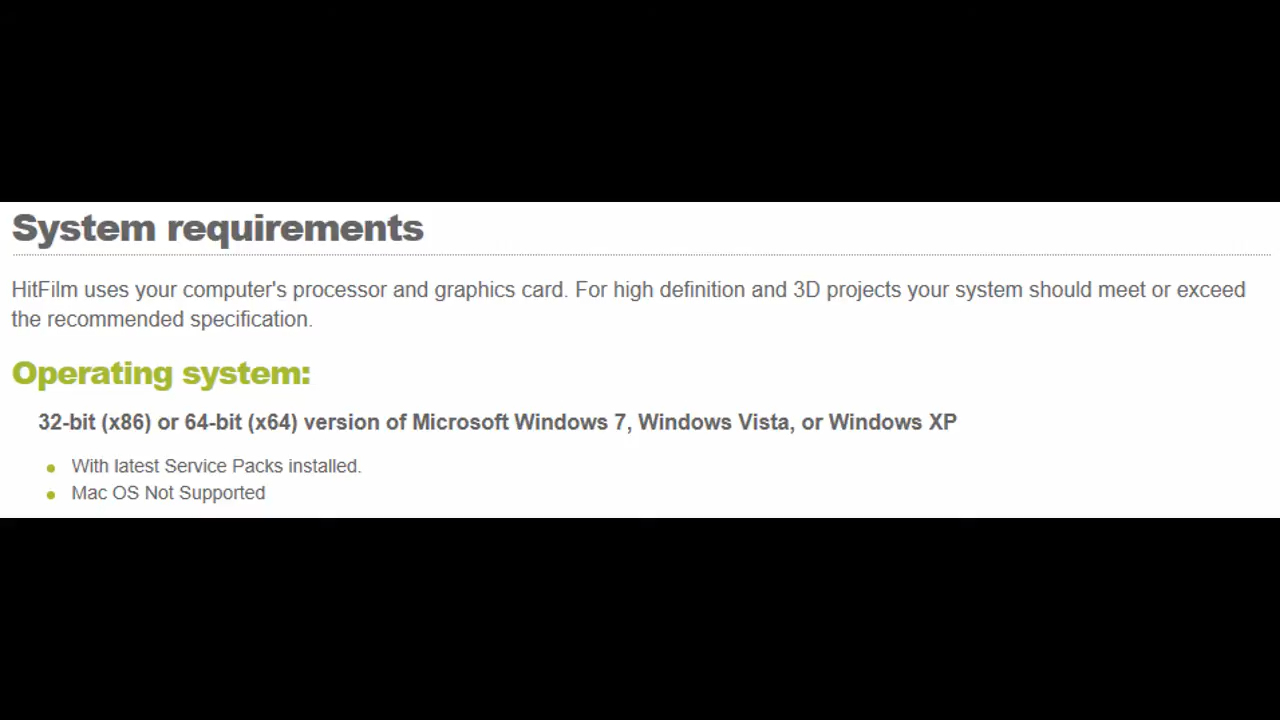 System requirements
HitFilm uses your computer's processor and graphics card. For high definition and 3D projects your system should meet or exceed
the recommended specification.
Operating system:
32-bit (x86) or 64-bit (x64) version of Microsoft Windows 7, Windows Vista, or Windows XP
With latest Service Packs installed.
Mac OS Not Supported